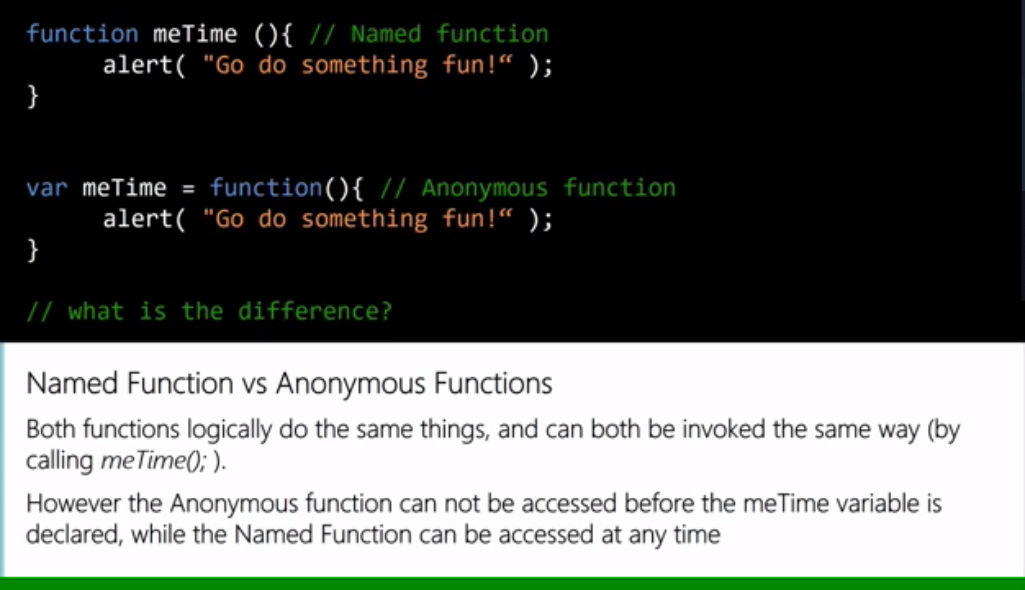 function meTime (){ // Named function
alert( "Go do something fun!“ );
}
var meTime = function(){ // Anonymous function
alert( "Go do something fun!“ );
}
// what is the difference?
Named Function vs Anonymous Functions
Both functions logically do the same things, and can both be invoked the same way (by
calling meTime(); ).
However the Anonymous function can not be accessed before the meTime variable is
declared, while the Named Function can be accessed at any time